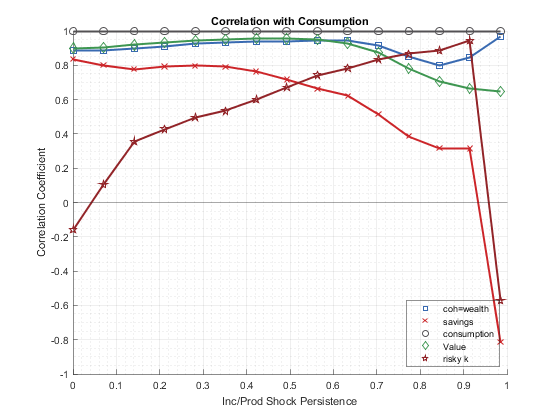 Correlation with Consumption
1
0.8
0.6
0.4
0.2
0
-0.2
-0.4
-0.6
-0.8
-1
Correlation Coefficient
0 0.1 0.2 0.3 0.4 0.5 0.6 0.7 0.8 0.9 1
Inc/Prod Shock Persistence
coh=wealth
savings
consumption
Value
risky k